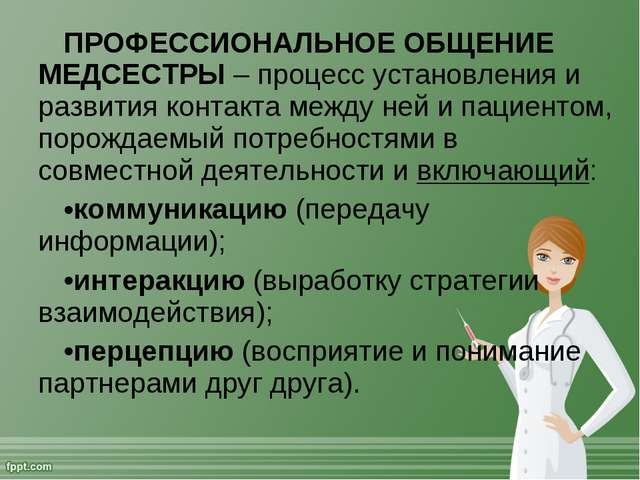 ПРОФЕССИОНАЛЬНОЕ ОБЩЕНИЕ
МЕДСЕСТРЫ – процесс установления и
развития контакта между ней и пациентом,
порождаемый потребностями в
совместной деятельности и включающий:
•коммуникацию (передачу
информации);
•интеракцию (выработку стратегии
взаимодействия);
•перцепцию (восприятие и понимание
партнерами друг друга).
fppt.com